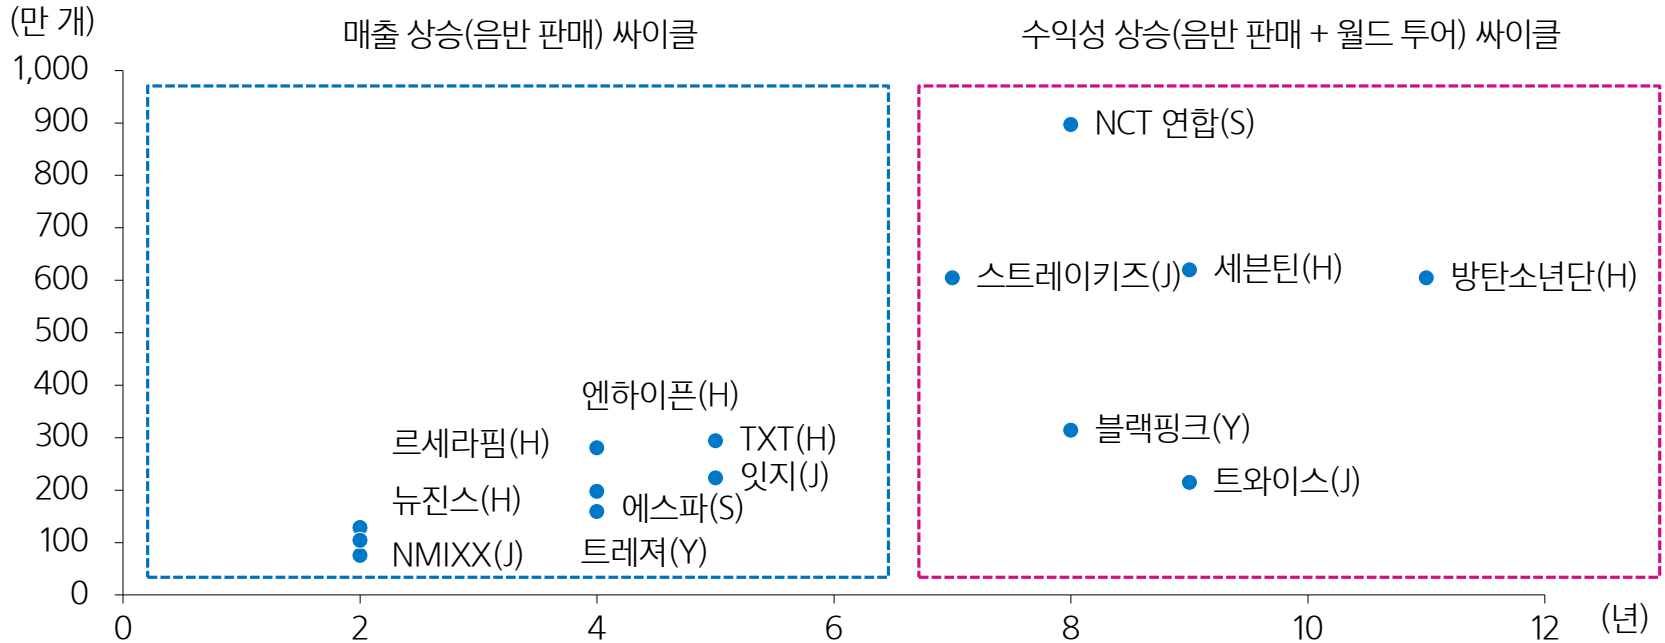 (만 개)
매출 상승(음반 판매) 싸이클
수익성 상승(음반 판매 + 월드 투어) 싸이클
1,000
900
800
700
600
500
400
300
200
100
0
NCT 연합(S)
스트레이키즈(J)
세븐틴(H)
방탄소년단(H)
엔하이픈(H)
르세라핌(H)
TXT(H)
블랙핑크(Y)
잇지(J)
트와이스(J)
뉴진스(H)
에스파(S)
NMIXX(J)
트레져(Y)
0
2
4
6
8
10
12
(년)